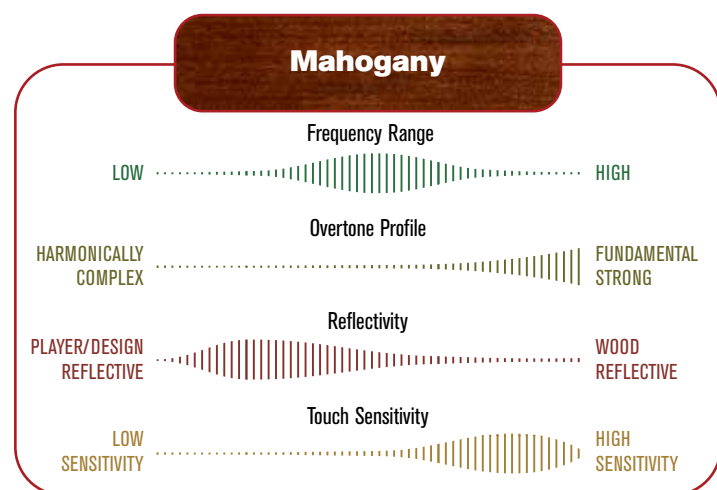 Mahogany
Frequency Range
LOW
HIGH
Overtone Profile
HARMONICALLY
COMPLEX
FUNDAMENTAL
STRONG
Reflectivity
PLAYER/DESIGN
REFLECTIVE
WOOD
REFLECTIVE
Touch Sensitivity
LOW
SENSITIVITY
HIGH
SENSITIVITY